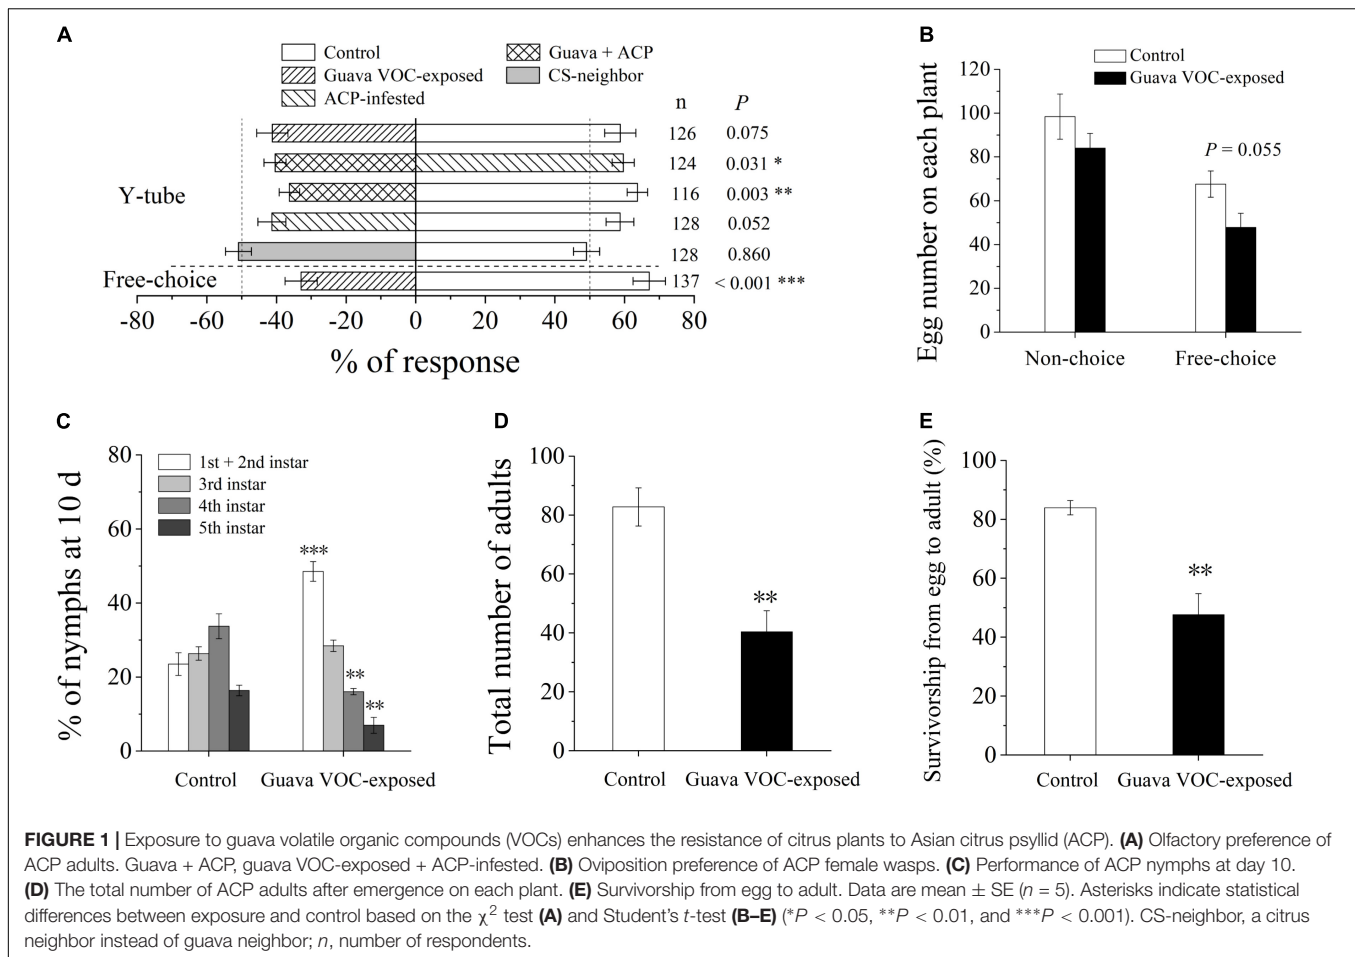 A
Control
Guava VOC-exposed
ACP-infested
Guava + ACP
CS-neighbor
n P
126 0.075
124 0.031 *
116 0.003 **
128 0.052
128 0.860
137 < 0.001 ***
Y-tube
Free-choice
-80 -60 -40 -20 0 20 40 60 80
% of response
B
Control
Guava VOC-exposed
Egg number on each plant
120
100
80
60
40
20
0
P = 0.055
Non-choice Free-choice
C
% of nymphs at 10 d
80
60
40
20
0
1st + 2nd instar
3rd instar
4th instar
5th instar
***
**
**
Control Guava VOC-exposed
D
Total number of adults
100
80
60
40
20
0
**
Control Guava VOC-exposed
E
Survivorship from egg to adult (%)
100
80
60
40
20
0
**
Control Guava VOC-exposed
FIGURE 1 | Exposure to guava volatile organic compounds (VOCs) enhances the resistance of citrus plants to Asian citrus psyllid (ACP). (A) Olfactory preference of
ACP adults. Guava + ACP, guava VOC-exposed + ACP-infested. (B) Oviposition preference of ACP female wasps. (C) Performance of ACP nymphs at day 10.
(D) The total number of ACP adults after emergence on each plant. (E) Survivorship from egg to adult. Data are mean ± SE (n = 5). Asterisks indicate statistical
differences between exposure and control based on the χ² test (A) and Student's t-test (B–E) (*P < 0.05, **P < 0.01, and ***P < 0.001). CS-neighbor, a citrus
neighbor instead of guava neighbor; n, number of respondents.